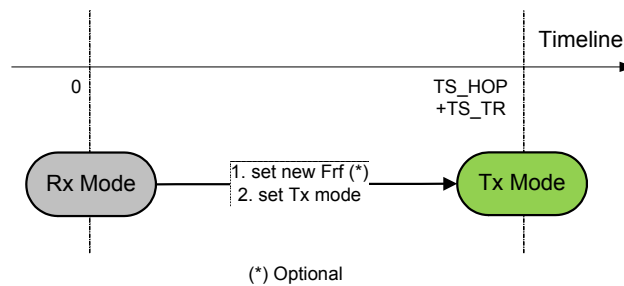 Timeline
0
TS_HOP
+TS_TR
Rx Mode
1. set new Frf (*)
2. set Tx mode
Tx Mode
(*) Optional